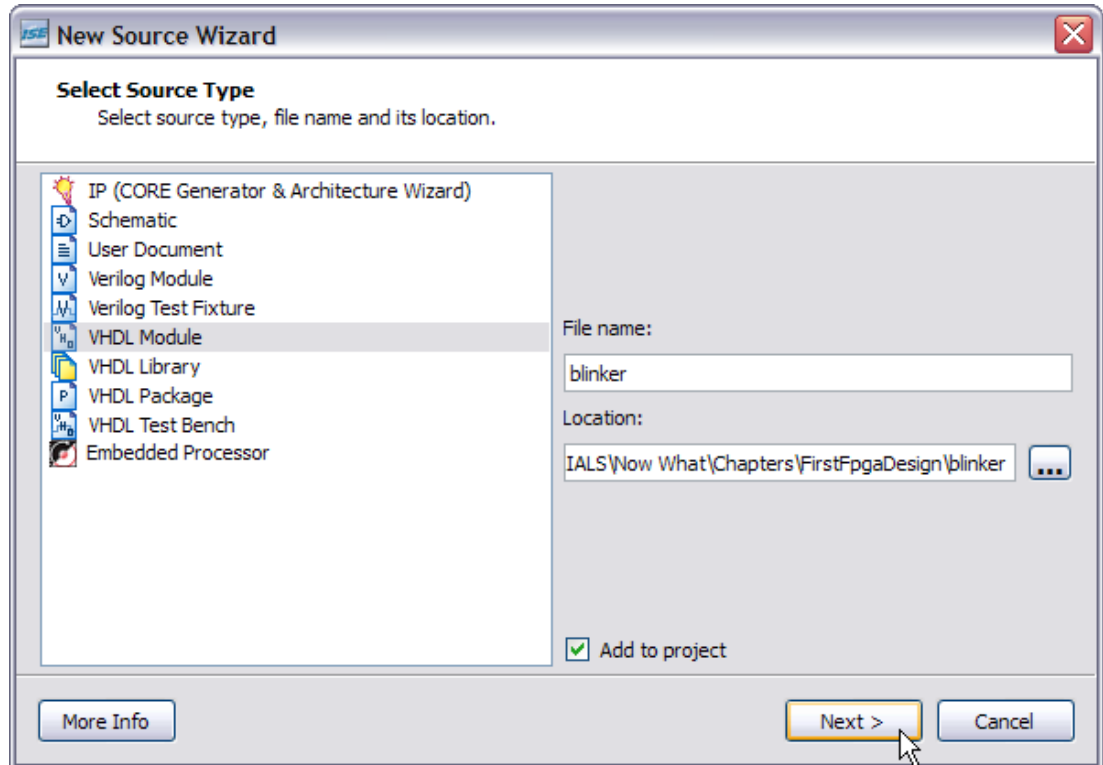 ISE New Source Wizard
Select Source Type
Select source type, file name and its location.
IP (CORE Generator & Architecture Wizard)
Schematic
User Document
Verilog Module
Verilog Test Fixture
VHDL Module
VHDL Library
VHDL Package
VHDL Test Bench
Embedded Processor
File name:
blinker
Location:
IALS\Now What\Chapters\FirstFpgaDesign\blinker
...
Add to project
More Info
Next >
Cancel